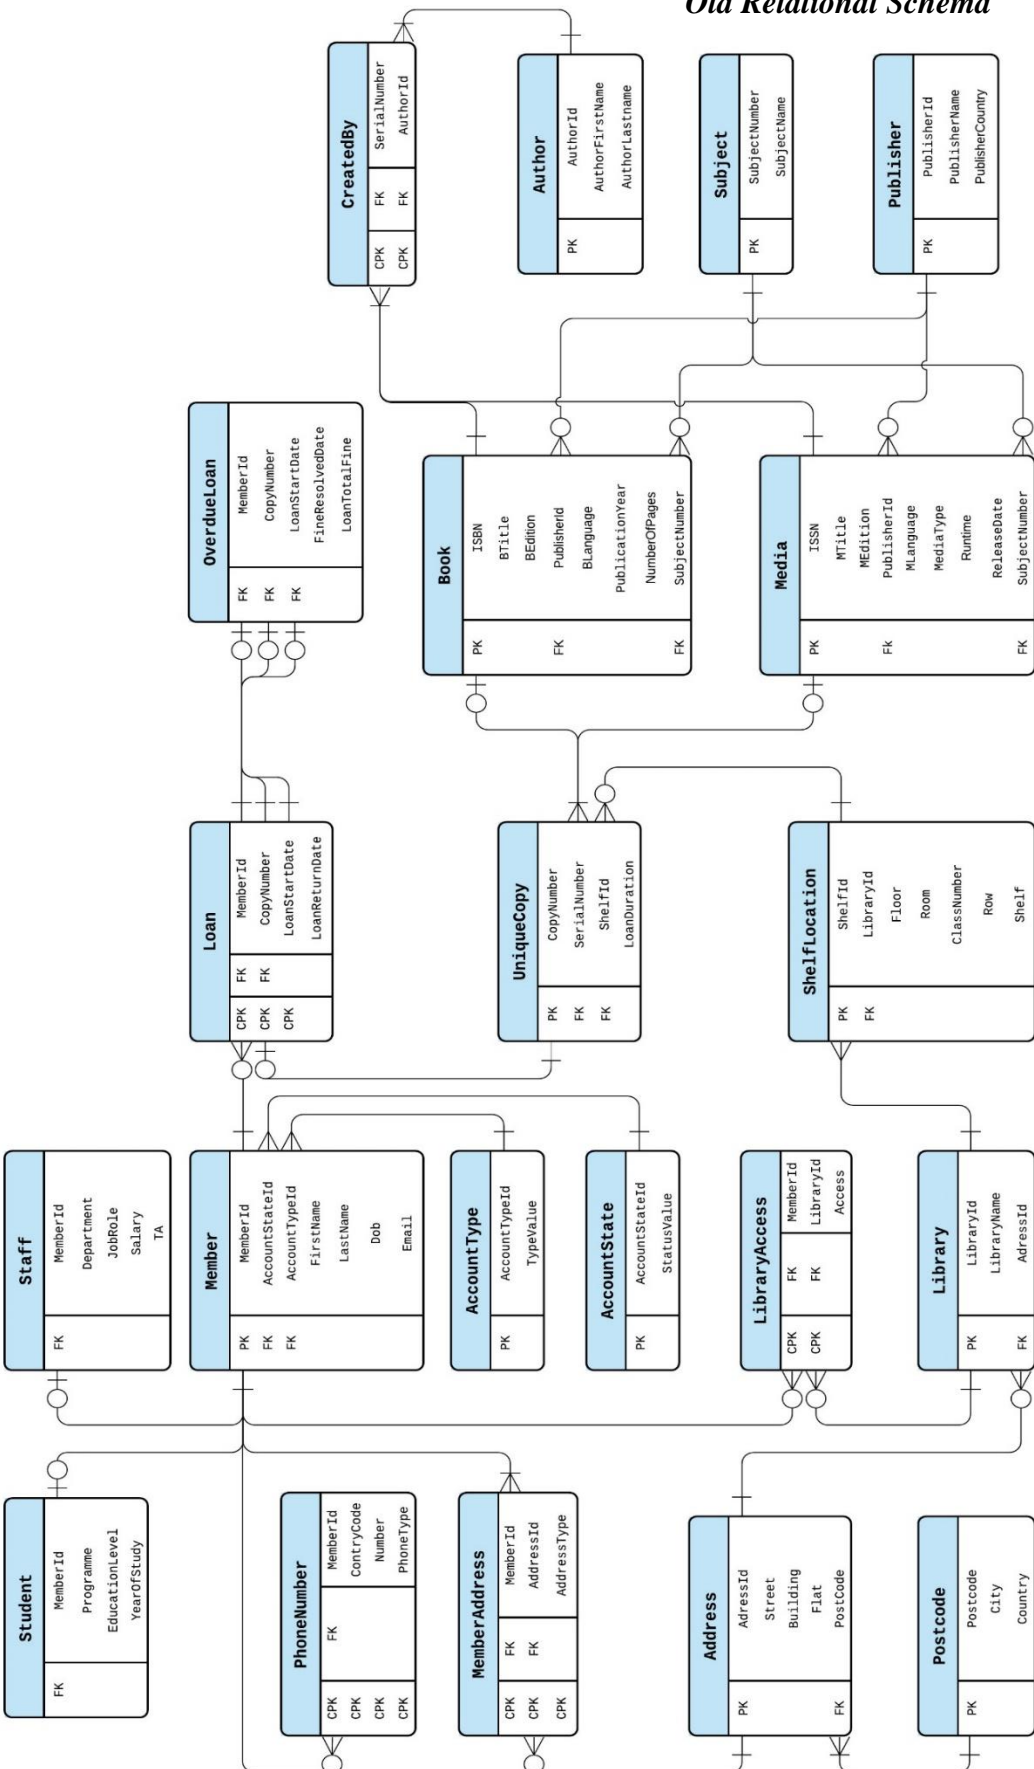 Old Relational Schema
Student
FK MemberId
Programme
EducationLevel
YearOfStudy
Staff
FK MemberId
Department
JobRole
Salary
TA
PhoneNumber
CPK FK MemberId
CPK ContryCode
CPK Number
CPK PhoneType
Member
PK MemberId
FK AccountStateId
FK AccountTypeId
FirstName
LastName
Dob
Email
Loan
CPK FK MemberId
CPK FK CopyNumber
CPK LoanStartDate
LoanReturnDate
OverdueLoan
FK MemberId
FK CopyNumber
FK LoanStartDate
FineResolvedDate
LoanTotalFine
CreatedBy
CPK FK SerialNumber
CPK FK AuthorId
MemberAddress
CPK FK MemberId
CPK FK AddressId
CPK AddressType
AccountType
PK AccountTypeId
TypeValue
AccountState
PK AccountStateId
StatusValue
UniqueCopy
PK CopyNumber
FK SerialNumber
FK ShelfId
LoanDuration
Book
PK ISBN
BTitle
BEdition
FK PublisherId
BLanguage
PublicationYear
NumberOfPages
FK SubjectNumber
Author
PK AuthorId
AuthorFirstName
AuthorLastname
Address
PK AdressId
Street
Building
Flat
FK PostCode
LibraryAccess
CPK FK MemberId
CPK FK LibraryId
Access
Subject
PK SubjectNumber
SubjectName
Postcode
PK Postcode
City
Country
Library
PK LibraryId
LibraryName
FK AdressId
ShelfLocation
PK ShelfId
FK LibraryId
Floor
Room
ClassNumber
Row
Shelf
Media
PK ISSN
MTitle
MEdition
Fk PublisherId
MLanguage
MediaType
Runtime
ReleaseDate
FK SubjectNumber
Publisher
PK PublisherId
PublisherName
PublisherCountry